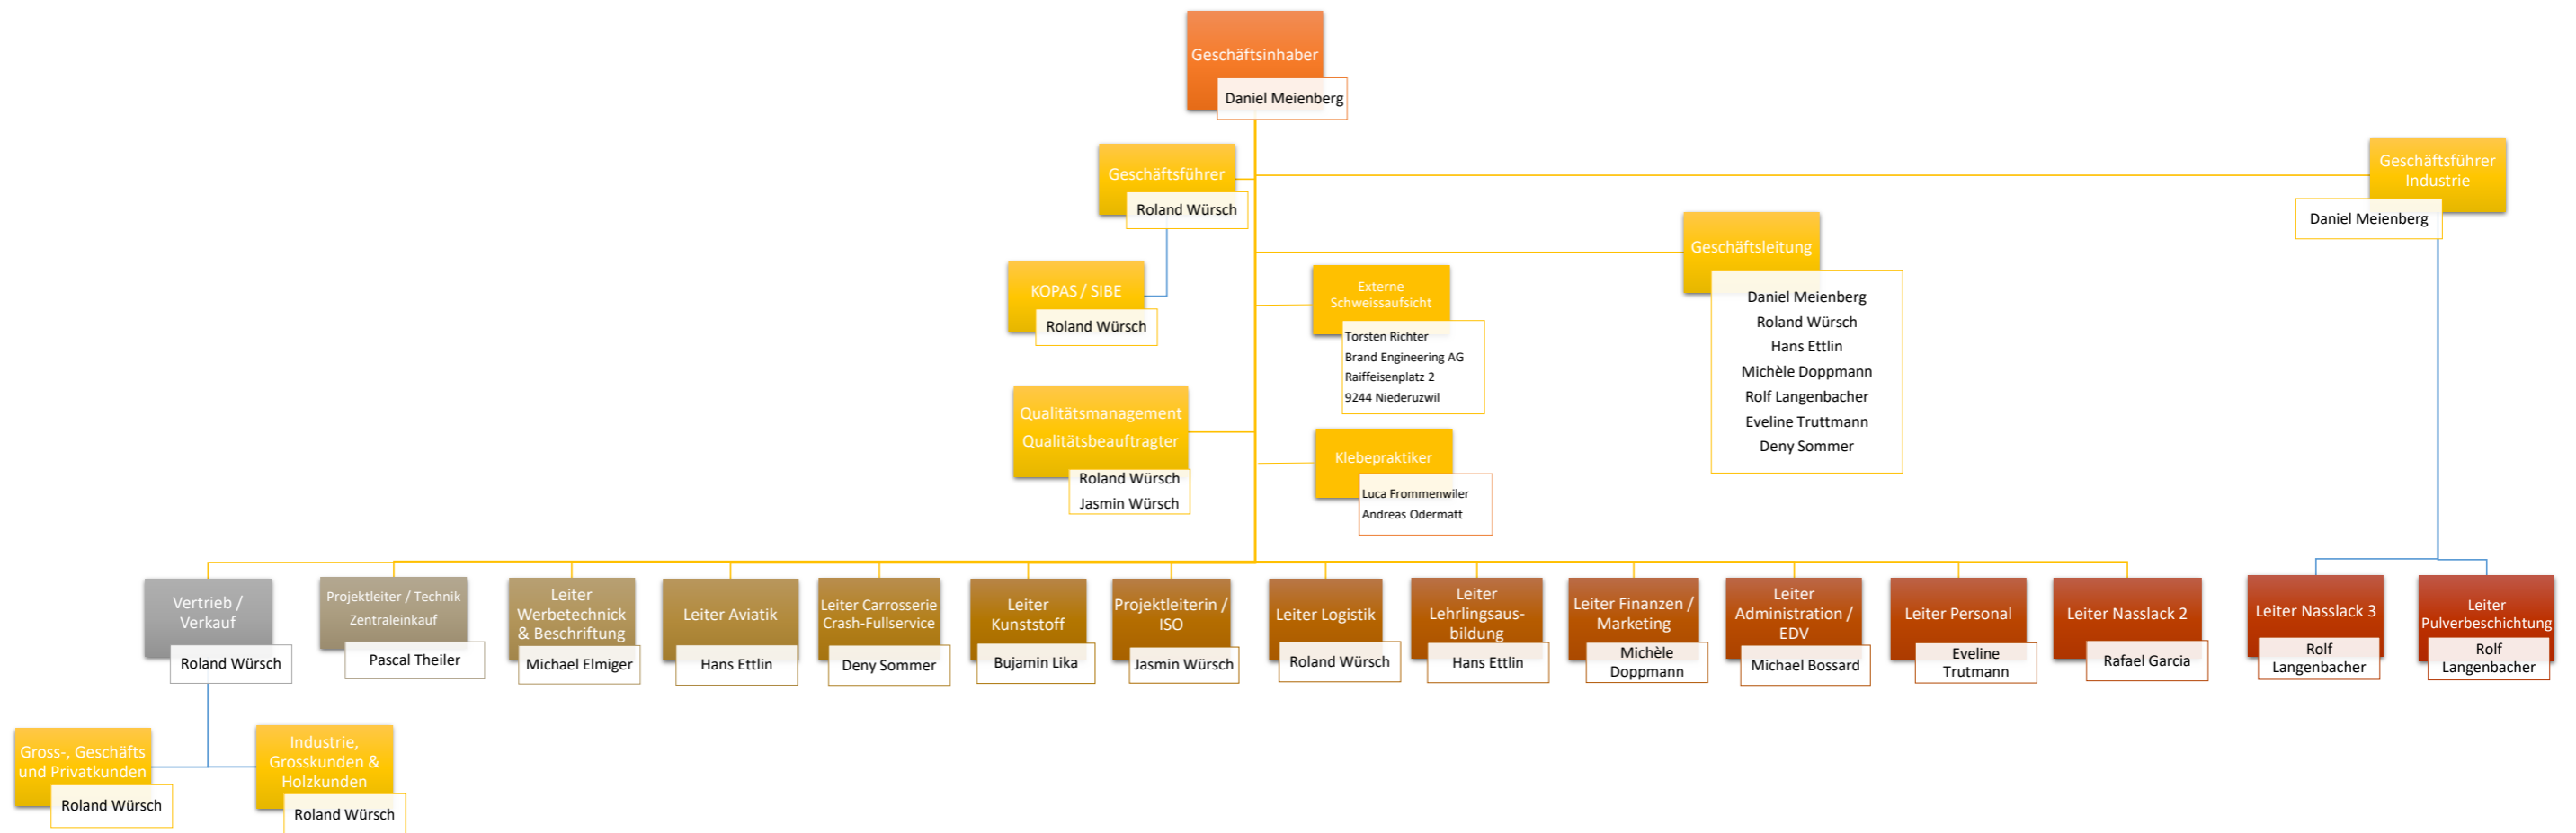 Geschäftsinhaber
Daniel Meienberg
Geschäftsführer
Roland Würsch
Geschäftsführer
Industrie
Daniel Meienberg
Geschäftsleitung
Daniel Meienberg
Roland Würsch
Hans Ettlin
Michèle Doppmann
Rolf Langenbacher
Eveline Truttmann
Deny Sommer
KOPAS / SIBE
Roland Würsch
Externe
Schweissaufsicht
Torsten Richter
Brand Engineering AG
Raiffeisenplatz 2
9244 Niederuzwil
Qualitätsmanagement
Qualitätsbeauftragter
Roland Würsch
Jasmin Würsch
Klebepraktiker
Luca Frommenwiler
Andreas Odermatt
Vertrieb /
Verkauf
Roland Würsch
Projektleiter / Technik
Zentraleinkauf
Pascal Theiler
Leiter
Werbetechnick
& Beschriftung
Michael Elmiger
Leiter Aviatik
Hans Ettlin
Leiter Carrosserie
Crash-Fullservice
Deny Sommer
Leiter
Kunststoff
Bujamin Lika
Projektleiterin /
ISO
Jasmin Würsch
Leiter Logistik
Roland Würsch
Leiter
Lehrlingsaus-
bildung
Hans Ettlin
Leiter Finanzen /
Marketing
Michèle
Doppmann
Leiter
Administration /
EDV
Michael Bossard
Leiter Personal
Eveline
Trutmann
Leiter Nasslack 2
Rafael Garcia
Leiter Nasslack 3
Rolf
Langenbacher
Leiter
Pulverbeschichtung
Rolf
Langenbacher
Gross-, Geschäfts
und Privatkunden
Roland Würsch
Industrie,
Grosskunden &
Holzkunden
Roland Würsch